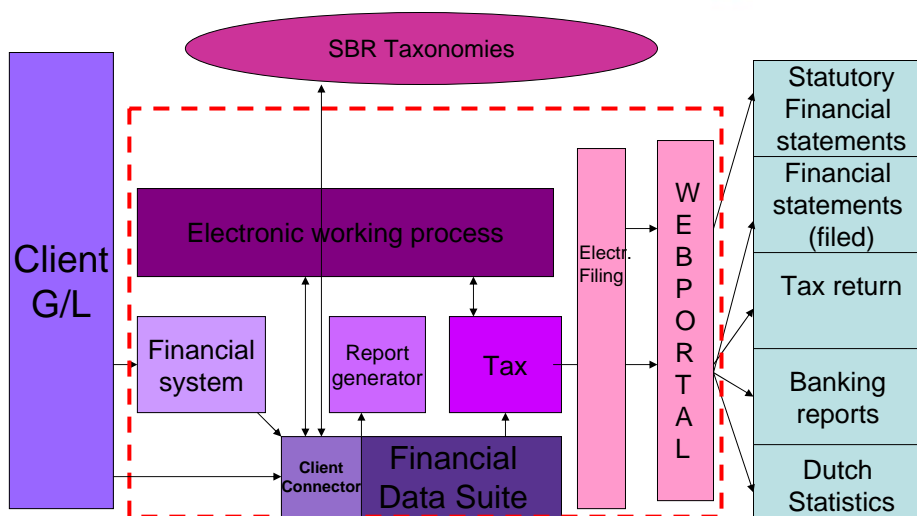 SBR Taxonomies
Client
G/L
Electronic working process
Financial
system
Report
generator
Tax
Client
Connector
Financial
Data Suite
Electr.
Filing
W
E
B
P
O
R
T
A
L
Statutory
Financial
statements
Financial
statements
(filed)
Tax return
Banking
reports
Dutch
Statistics